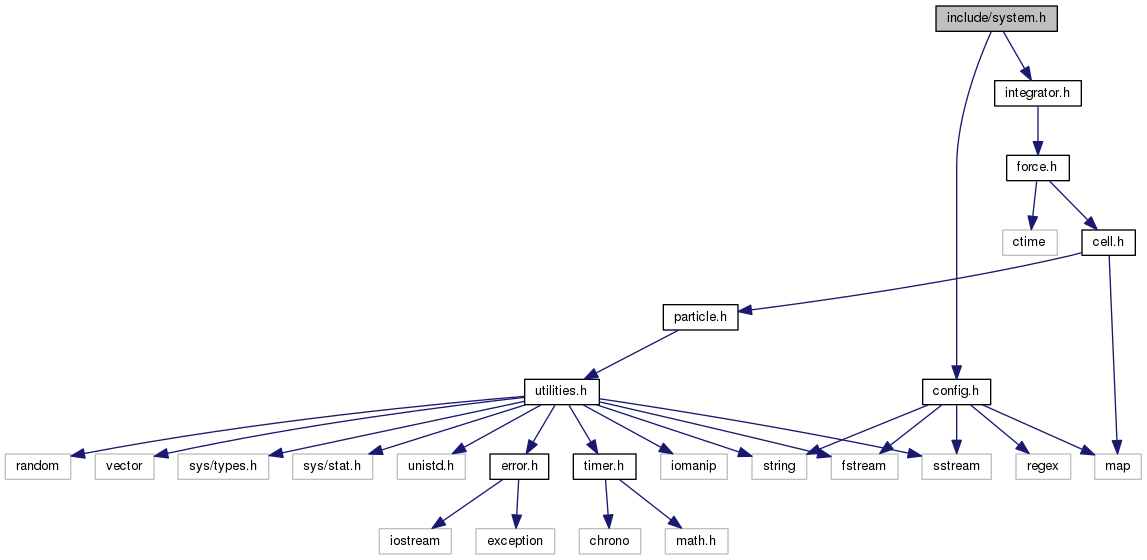 include/system.h
integrator.h
force.h
ctime
cell.h
particle.h
utilities.h
config.h
random
vector
sys/types.h
sys/stat.h
unistd.h
error.h
timer.h
iomanip
string
fstream
sstream
regex
map
iostream
exception
chrono
math.h